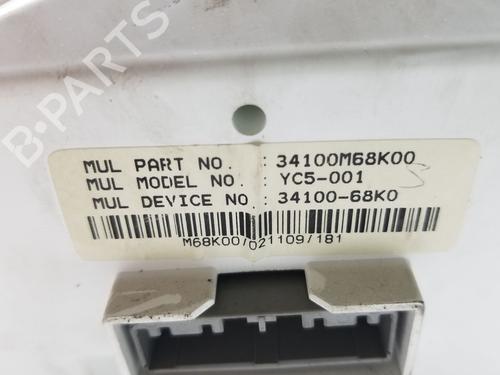 B-PARTS
MUL PART NO. : 34100M68K00
MUL MODEL NO. : YC5-001 S
MUL DEVICE NO. : 34100-68K0
M68K00/021109/181